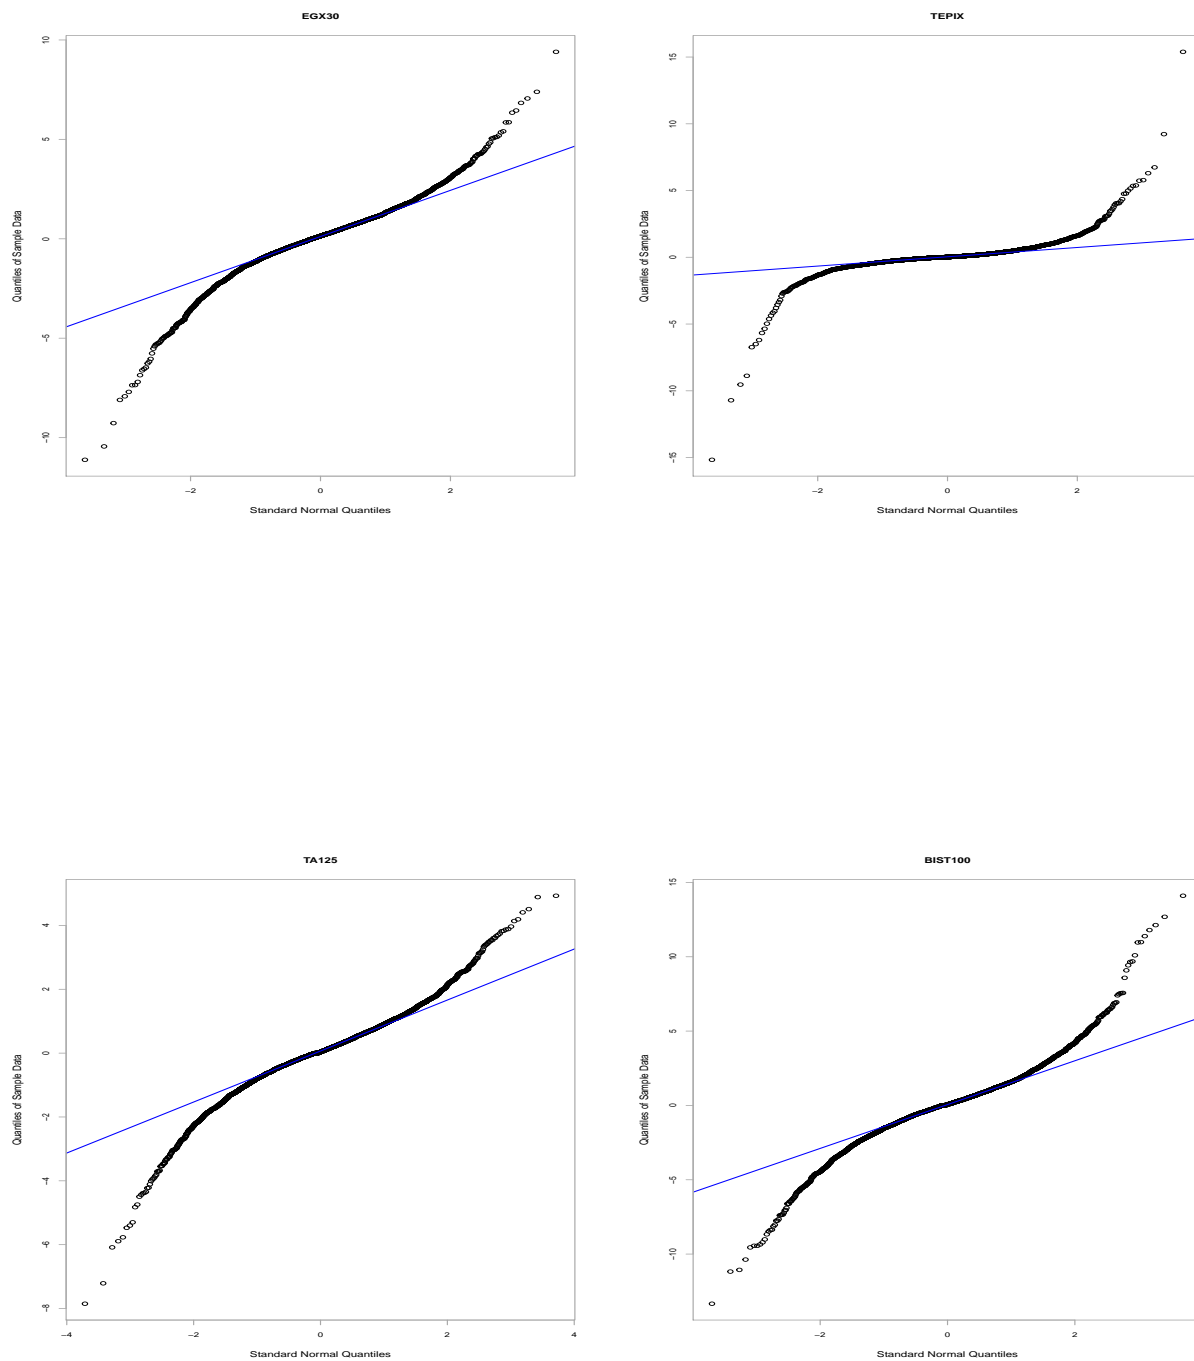 EGX30
10
5
0
−5
−10
Quantiles of Sample Data
−2 0 2
Standard Normal Quantiles
TEPIX
15
10
5
0
−5
−10
−15
Quantiles of Sample Data
−2 0 2
Standard Normal Quantiles
TA125
4
2
0
−2
−4
−6
−8
Quantiles of Sample Data
−4 −2 0 2 4
Standard Normal Quantiles
BIST100
15
10
5
0
−5
−10
Quantiles of Sample Data
−2 0 2
Standard Normal Quantiles